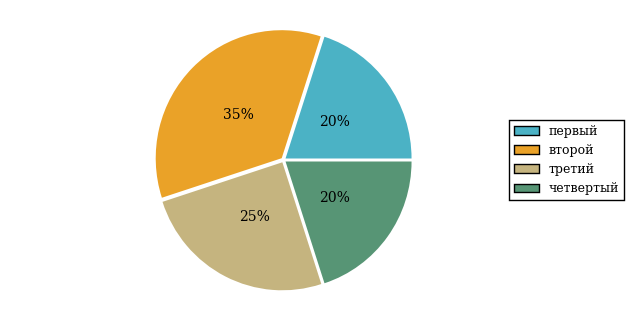 35%
20%
25%
20%
первый
второй
третий
четвертый